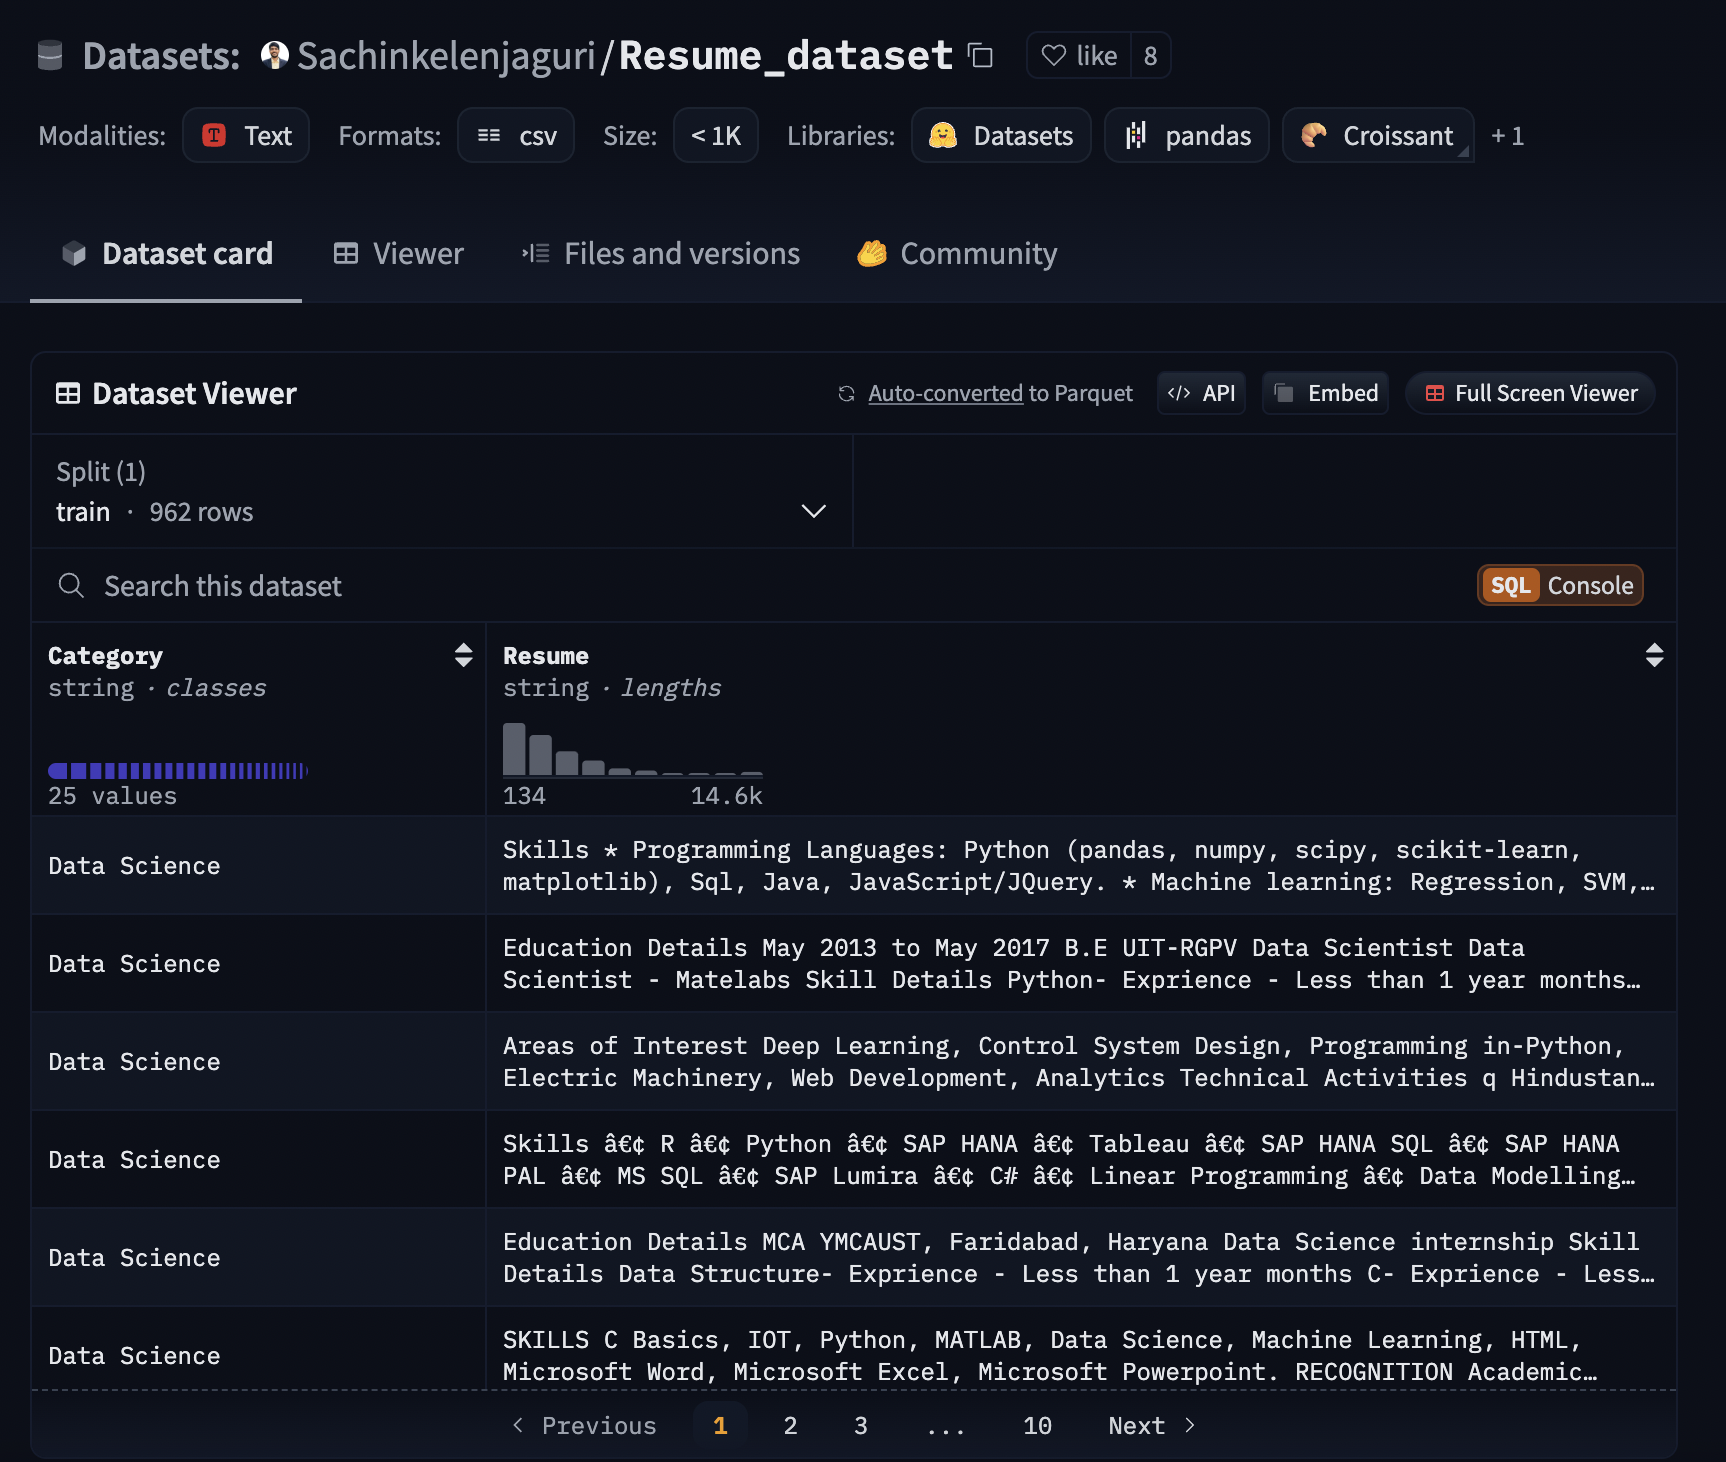 Datasets: Sachinkelenjaguri/Resume_dataset like 8
Modalities: Text Formats: csv Size: < 1K Libraries: Datasets pandas Croissant + 1
Dataset card Viewer Files and versions Community
Dataset Viewer Auto-converted to Parquet API Embed Full Screen Viewer
Split (1)
train · 962 rows
Search this dataset SQL Console
Category Resume
string · classes string · lengths
25 values 134 14.6k
Data Science
Skills * Programming Languages: Python (pandas, numpy, scipy, scikit-learn,
matplotlib), Sql, Java, JavaScript/JQuery. * Machine learning: Regression, SVM,…
Data Science
Education Details May 2013 to May 2017 B.E UIT-RGPV Data Scientist Data
Scientist - Matelabs Skill Details Python- Exprience - Less than 1 year months…
Data Science
Areas of Interest Deep Learning, Control System Design, Programming in-Python,
Electric Machinery, Web Development, Analytics Technical Activities q Hindustan…
Data Science
Skills â€¢ R â€¢ Python â€¢ SAP HANA â€¢ Tableau â€¢ SAP HANA SQL â€¢ SAP HANA
PAL â€¢ MS SQL â€¢ SAP Lumira â€¢ C# â€¢ Linear Programming â€¢ Data Modelling…
Data Science
Education Details MCA YMCAUST, Faridabad, Haryana Data Science internship Skill
Details Data Structure- Exprience - Less than 1 year months C- Exprience - Less…
Data Science
SKILLS C Basics, IOT, Python, MATLAB, Data Science, Machine Learning, HTML,
Microsoft Word, Microsoft Excel, Microsoft Powerpoint. RECOGNITION Academic…
< Previous 1 2 3 ... 10 Next >